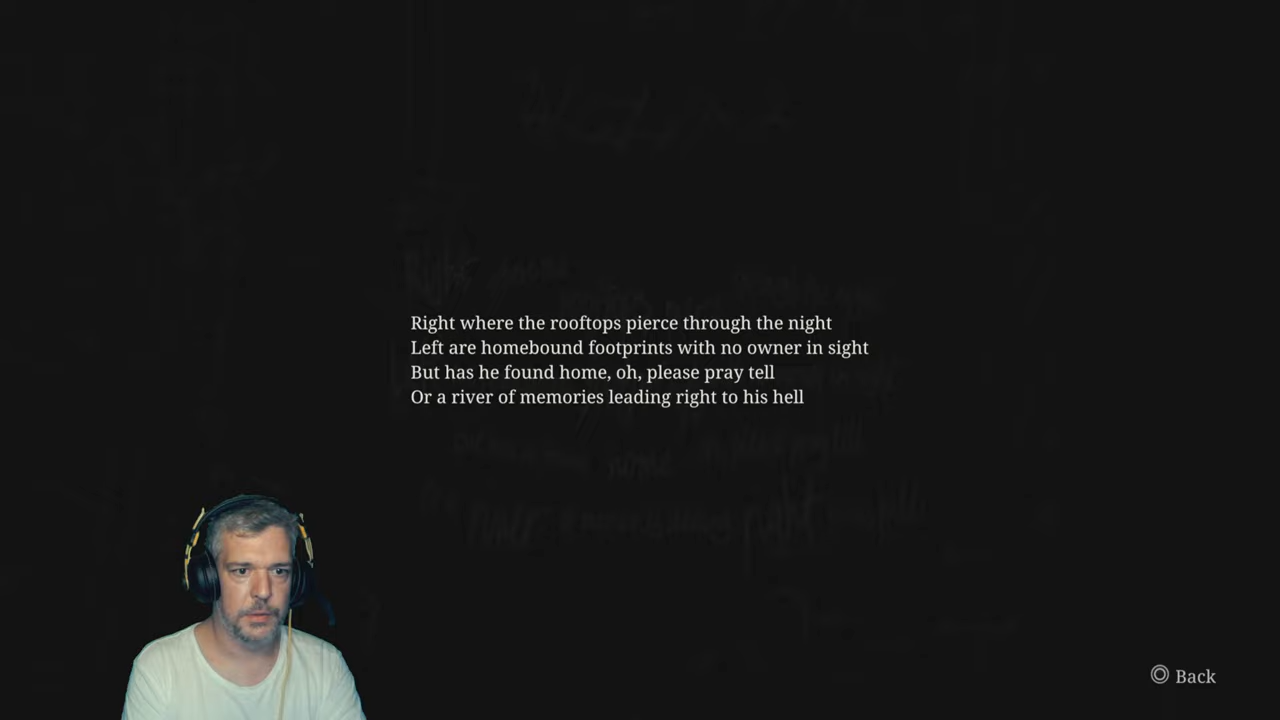 Right where the rooftops pierce through the night
Left are homebound footprints with no owner in sight
But has he found home, oh, please pray tell
Or a river of memories leading right to his hell
Back